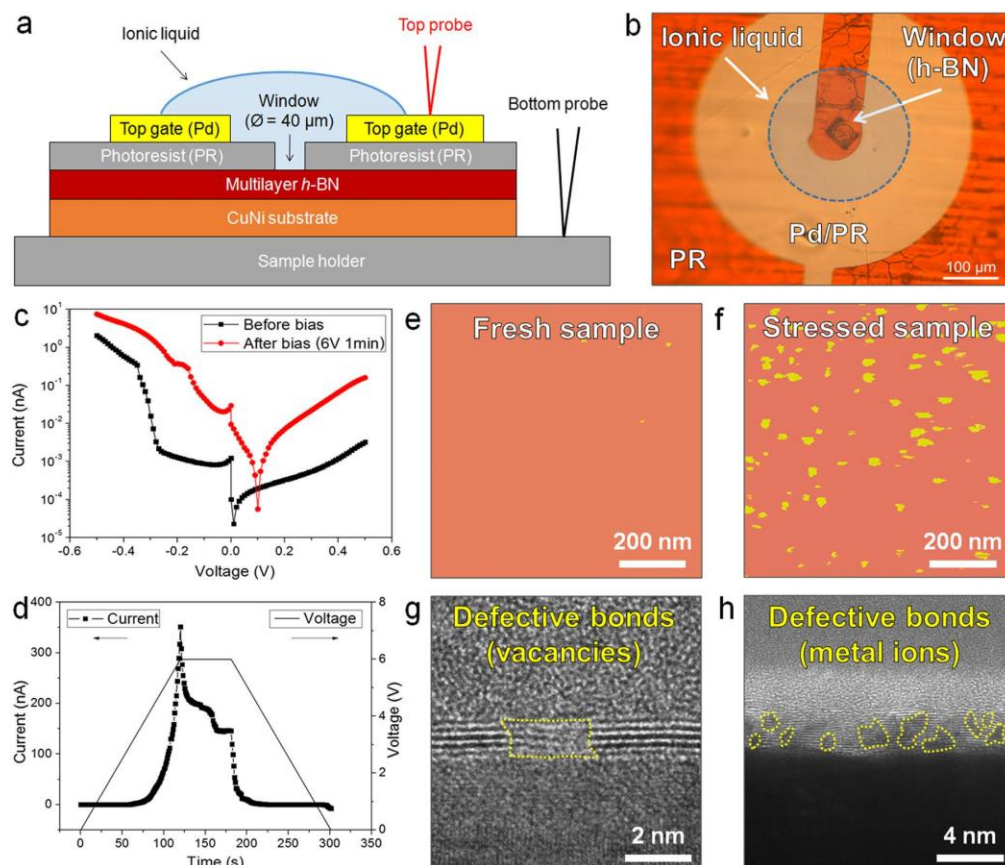 a
Ionic liquid
Top probe
Window
(Ø = 40 µm)
Bottom probe
Top gate (Pd)
Top gate (Pd)
Photoresist (PR)
Photoresist (PR)
Multilayer h-BN
CuNi substrate
Sample holder
b
Ionic liquid
Window
(h-BN)
Pd/PR
PR
100 µm
c
Before bias
After bias (6V 1min)
10¹
10⁰
10⁻¹
10⁻²
10⁻³
10⁻⁴
10⁻⁵
Current (nA)
-0.6
-0.4
-0.2
0.0
0.2
0.4
0.6
Voltage (V)
e
Fresh sample
200 nm
f
Stressed sample
200 nm
d
Current
Voltage
400
350
300
250
200
150
100
50
0
Current (nA)
8
6
4
2
0
Voltage (V)
0
50
100
150
200
250
300
350
Time (s)
g
Defective bonds
(vacancies)
2 nm
h
Defective bonds
(metal ions)
4 nm